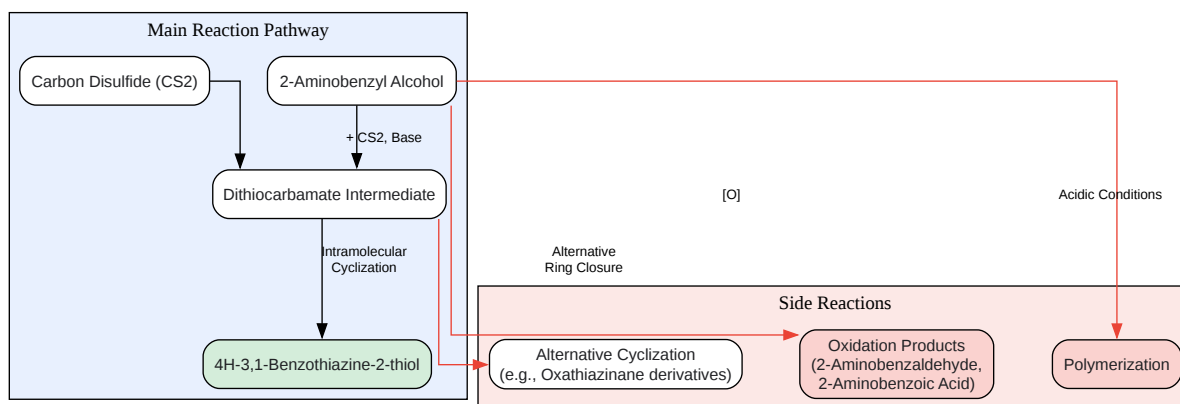 Main Reaction Pathway
Carbon Disulfide (CS2)
2-Aminobenzyl Alcohol
+ CS2, Base
Dithiocarbamate Intermediate
[O]
Acidic Conditions
Intramolecular
Cyclization
Alternative
Ring Closure
Side Reactions
4H-3,1-Benzothiazine-2-thiol
Alternative Cyclization
(e.g., Oxathiazinane derivatives)
Oxidation Products
(2-Aminobenzaldehyde,
2-Aminobenzoic Acid)
Polymerization